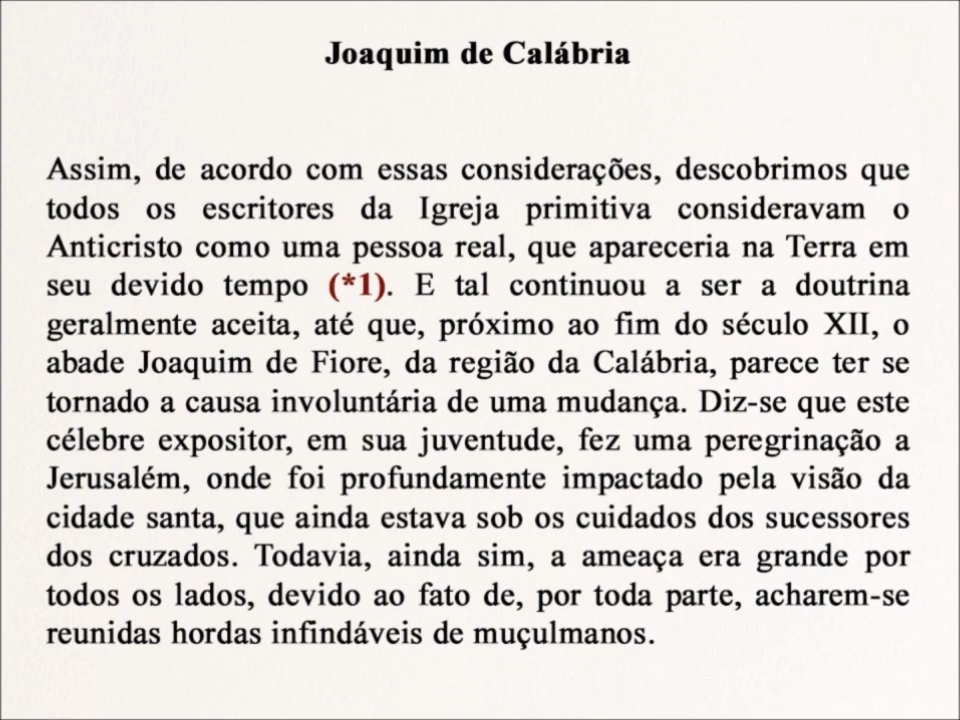 Joaquim de Calábria
Assim, de acordo com essas considerações, descobrimos que
todos os escritores da Igreja primitiva consideravam o
Anticristo como uma pessoa real, que apareceria na Terra em
seu devido tempo (*1). E tal continuou a ser a doutrina
geralmente aceita, até que, próximo ao fim do século XII, o
abade Joaquim de Fiore, da região da Calábria, parece ter se
tornado a causa involuntária de uma mudança. Diz-se que este
célebre expositor, em sua juventude, fez uma peregrinação a
Jerusalém, onde foi profundamente impactado pela visão da
cidade santa, que ainda estava sob os cuidados dos sucessores
dos cruzados. Todavia, ainda sim, a ameaça era grande por
todos os lados, devido ao fato de, por toda parte, acharem-se
reunidas hordas infindáveis de muçulmanos.